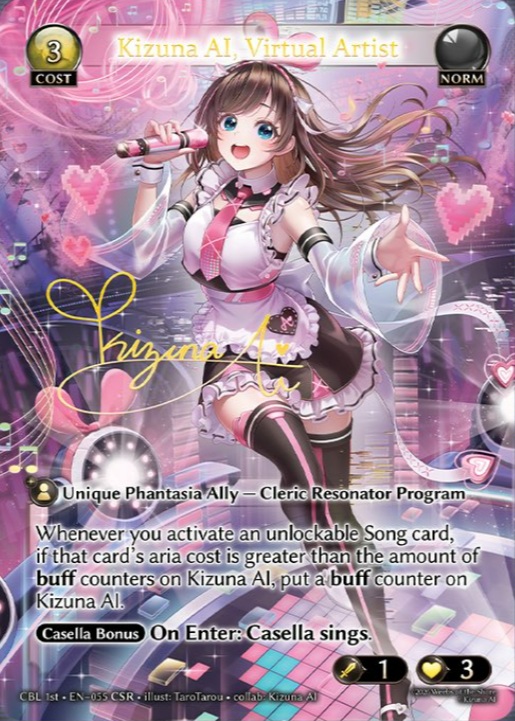 3
COST
Kizuna AI, Virtual Artist
NORM
Kizuna Ai
Unique Phantasia Ally — Cleric Resonator Program
Whenever you activate an unlockable Song card,
if that card's aria cost is greater than the amount of
buff counters on Kizuna AI, put a buff counter on
Kizuna AI.
Casella Bonus On Enter: Casella sings.
1
3
CBL 1st • EN-055 CSR • illust: TaroTarou • collab: Kizuna AI
Kizuna AI